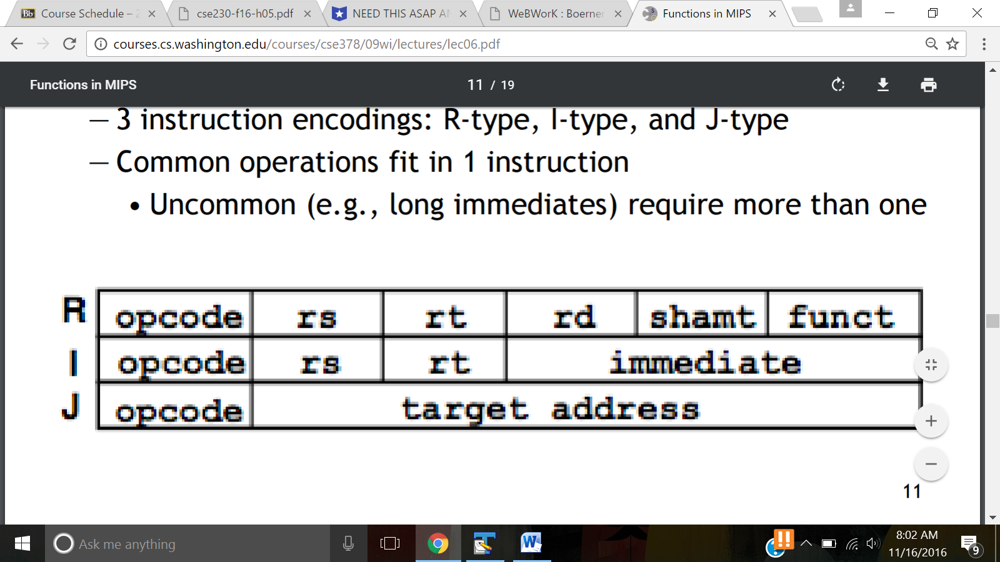 Bb Course Schedule – 2 cse230-f16-h05.pdf NEED THIS ASAP AN WeBWorK : Boerner Functions in MIPS
courses.cs.washington.edu/courses/cse378/09wi/lectures/lec06.pdf
Functions in MIPS 11 / 19
– 3 instruction encodings: R-type, I-type, and J-type
– Common operations fit in 1 instruction
• Uncommon (e.g., long immediates) require more than one
R opcode rs rt rd shamt funct
I opcode rs rt immediate
J opcode target address
11
Ask me anything
8:02 AM
11/16/2016
9